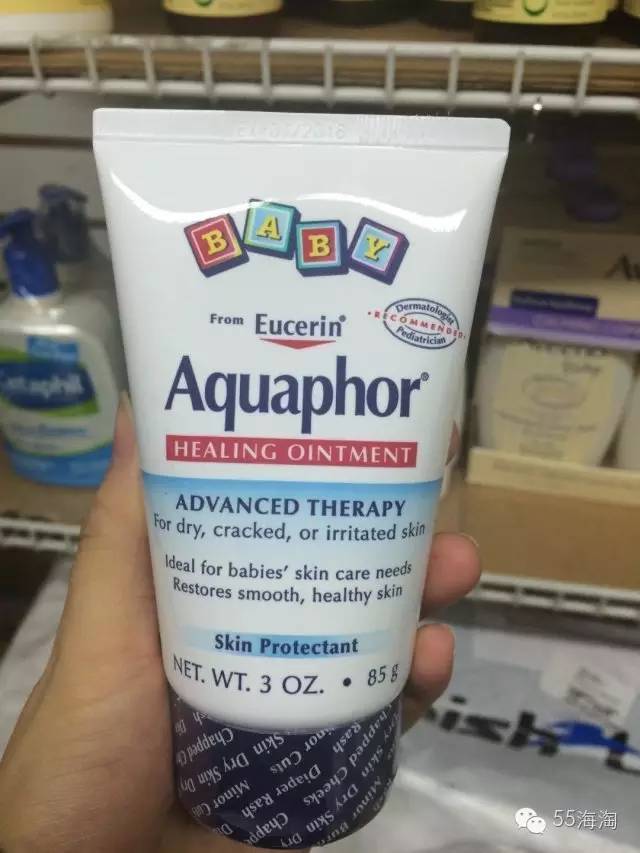 BABY
From Eucerin®
Dermatologist
RECOMMENDED
Pediatrician
Aquaphor®
HEALING OINTMENT
ADVANCED THERAPY
For dry, cracked, or irritated skin
Ideal for babies' skin care needs
Restores smooth, healthy skin
Skin Protectant
NET. WT. 3 OZ. • 85 g
Chapped Cheeks
Diaper Rash
Minor Cuts
Dry Skin
Cetaphil
55海淘